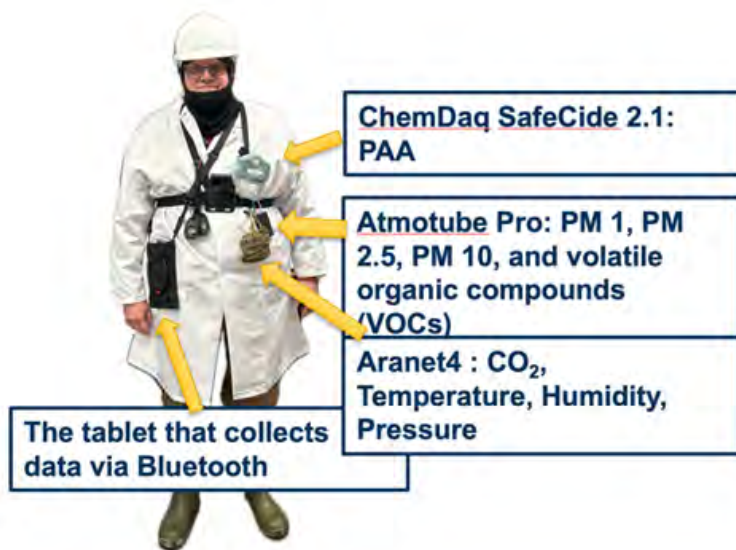 ChemDaq SafeCide 2.1:
PAA
Atmotube Pro: PM 1, PM
2.5, PM 10, and volatile
organic compounds
(VOCs)
Aranet4 : CO₂,
Temperature, Humidity,
Pressure
The tablet that collects
data via Bluetooth